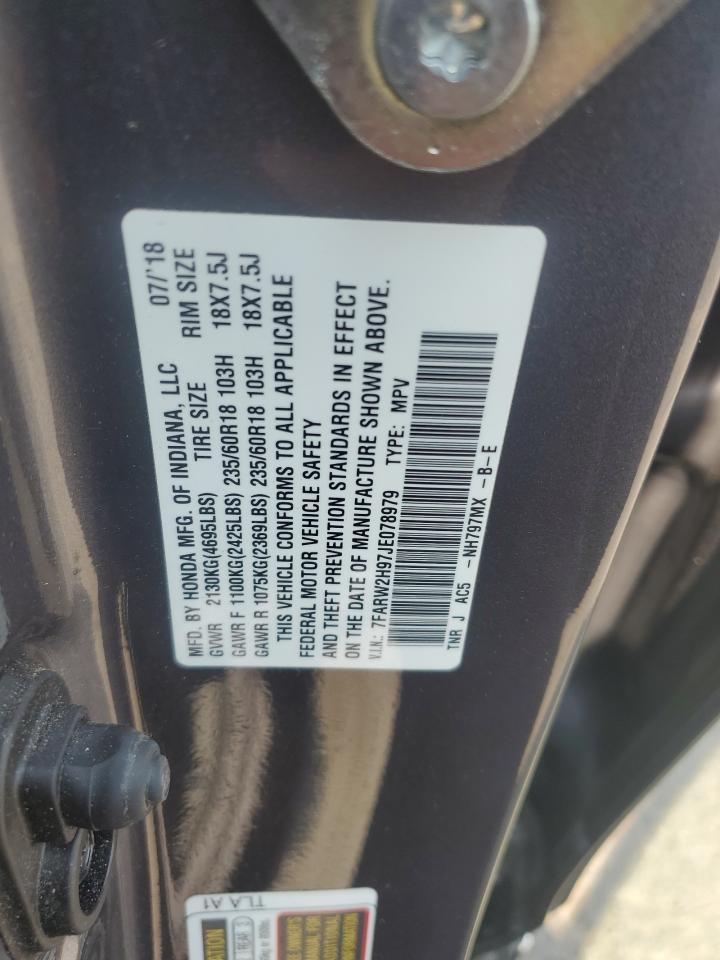 MFD. BY HONDA MFG. OF INDIANA, LLC 07/'18
GVWR 2130KG(4695LBS) TIRE SIZE RIM SIZE
GAWR F 1100KG(2425LBS) 235/60R18 103H 18X7.5J
GAWR R 1075KG(2369LBS) 235/60R18 103H 18X7.5J
THIS VEHICLE CONFORMS TO ALL APPLICABLE
FEDERAL MOTOR VEHICLE SAFETY
AND THEFT PREVENTION STANDARDS IN EFFECT
ON THE DATE OF MANUFACTURE SHOWN ABOVE.
V.I.N.: 7FARW2H97JE078979 TYPE: MPV
TNR J AC5 -NH797MX -B-E
TLA A1